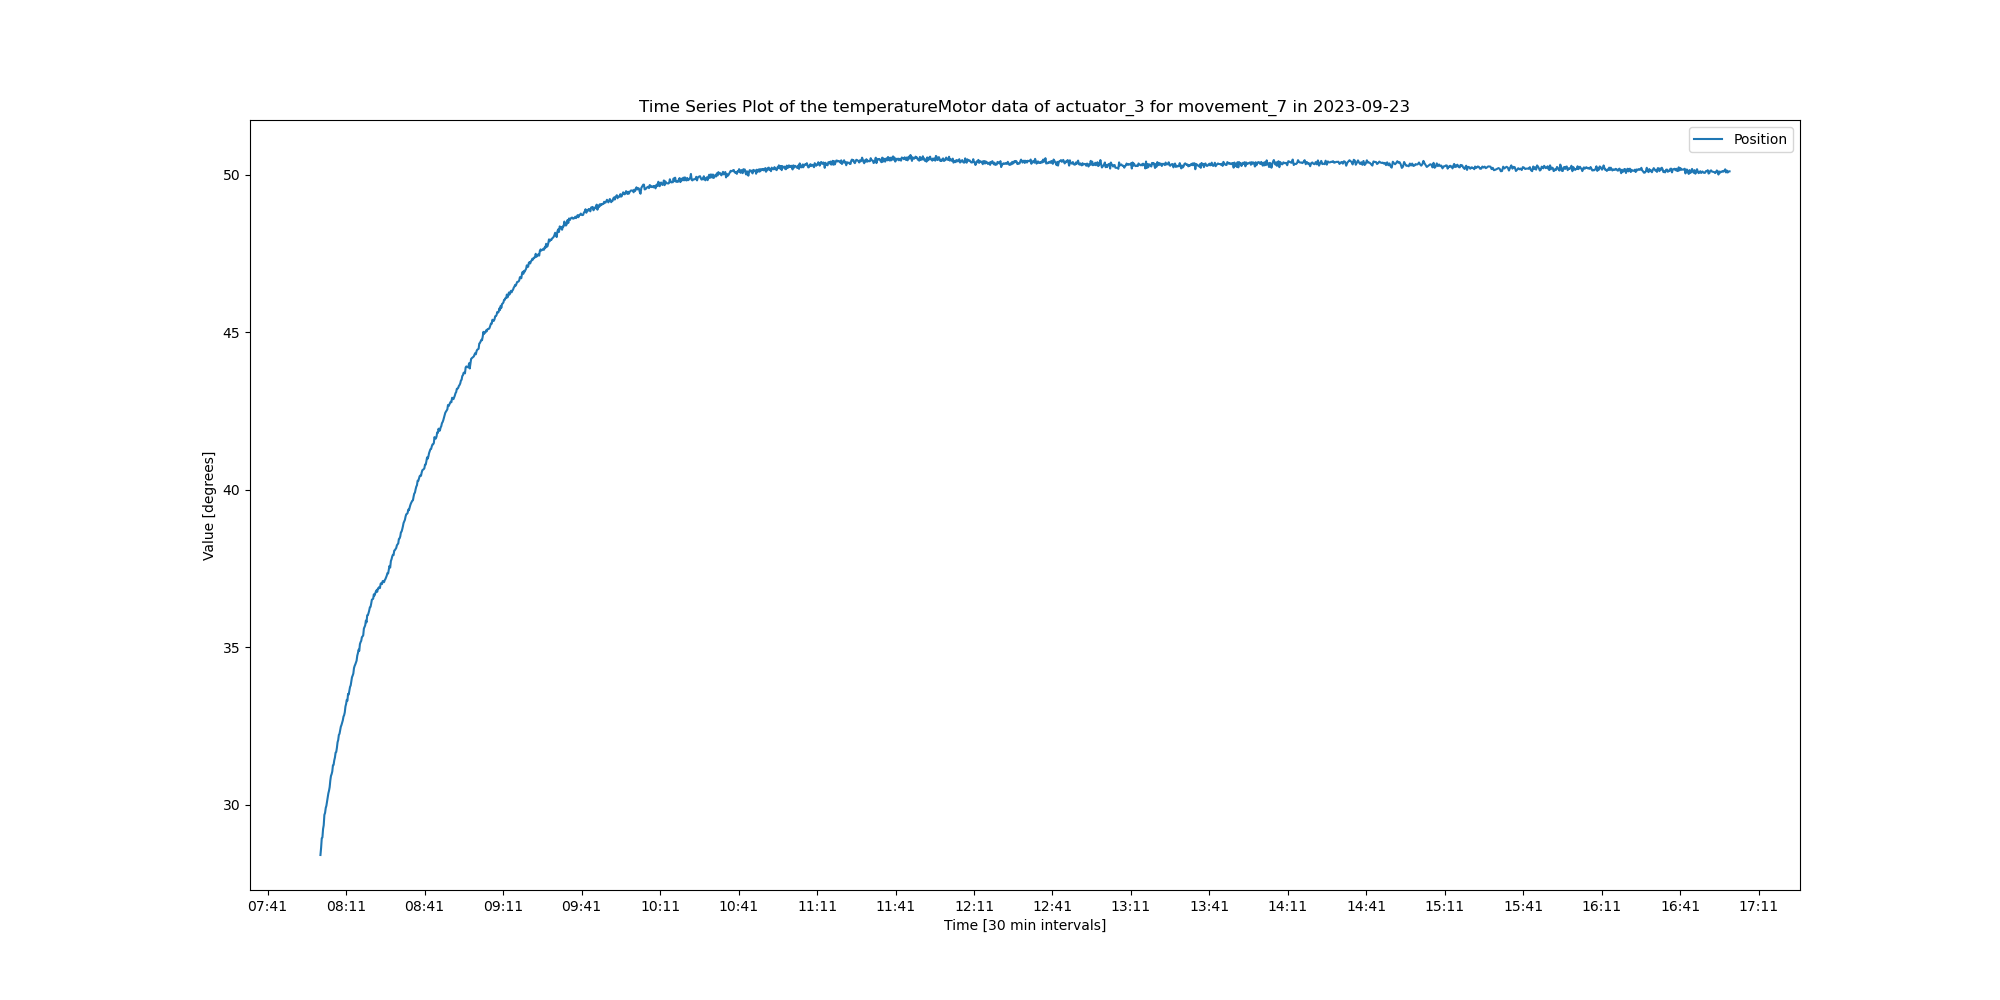 Time Series Plot of the temperatureMotor data of actuator_3 for movement_7 in 2023-09-23
Position
50
45
40
35
30
Value [degrees]
07:41 08:11 08:41 09:11 09:41 10:11 10:41 11:11 11:41 12:11 12:41 13:11 13:41 14:11 14:41 15:11 15:41 16:11 16:41 17:11
Time [30 min intervals]